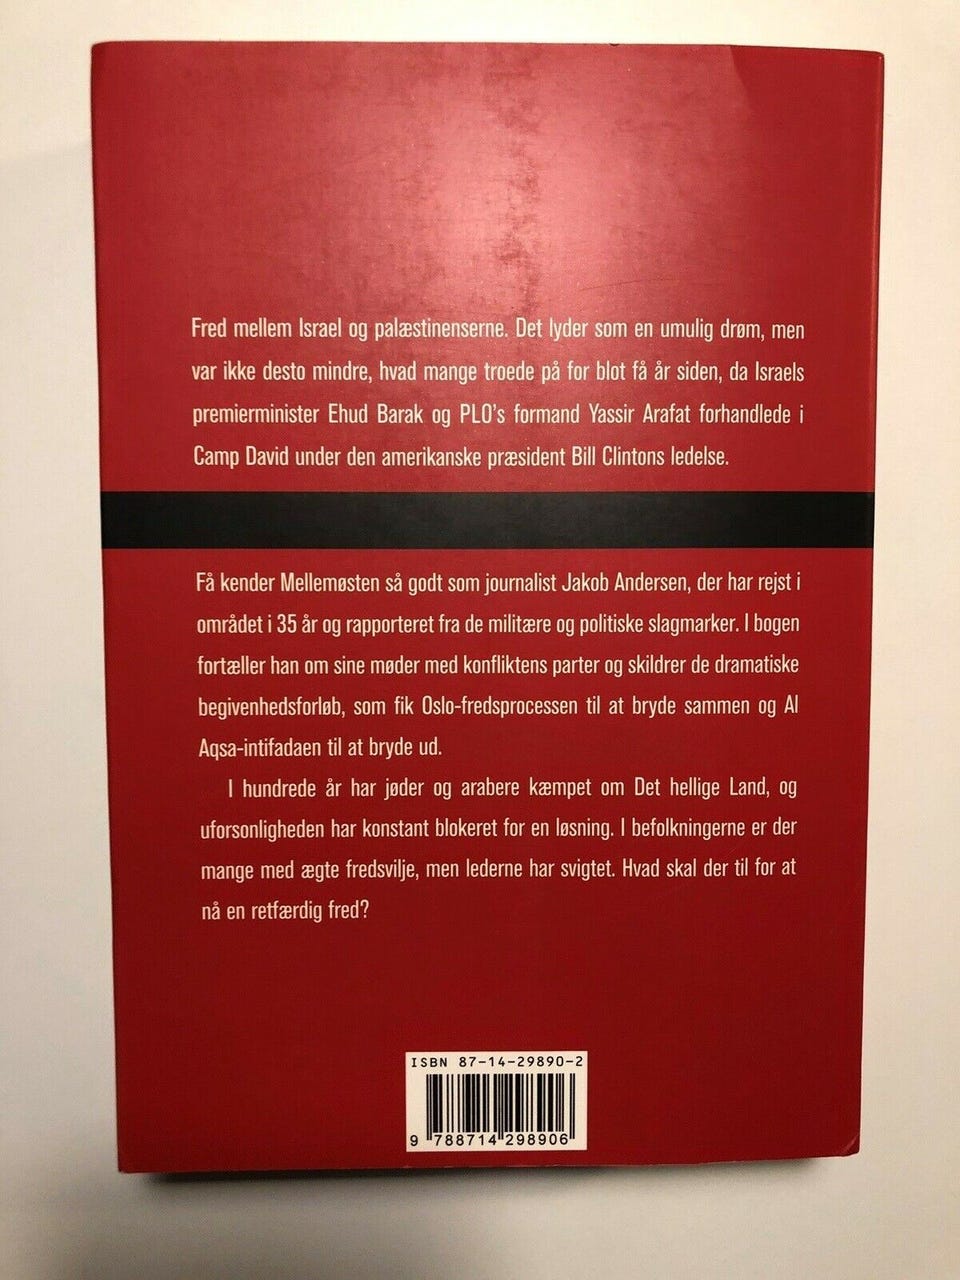 Fred mellem Israel og palæstinenserne. Det lyder som en umulig drøm, men
var ikke desto mindre, hvad mange troede på for blot få år siden, da Israels
premierminister Ehud Barak og PLO's formand Yassir Arafat forhandlede i
Camp David under den amerikanske præsident Bill Clintons ledelse.
Få kender Mellemøsten så godt som journalist Jakob Andersen, der har rejst i
området i 35 år og rapporteret fra de militære og politiske slagmarker. I bogen
fortæller han om sine møder med konfliktens parter og skildrer de dramatiske
begivenhedsforløb, som fik Oslo-fredsprocessen til at bryde sammen og Al
Aqsa-intifadaen til at bryde ud.
I hundrede år har jøder og arabere kæmpet om Det hellige Land, og
uforsonligheden har konstant blokeret for en løsning. I befolkningerne er der
mange med ægte fredsvilje, men lederne har svigtet. Hvad skal der til for at
nå en retfærdig fred?
ISBN 87-14-29890-2
9 788714 298906